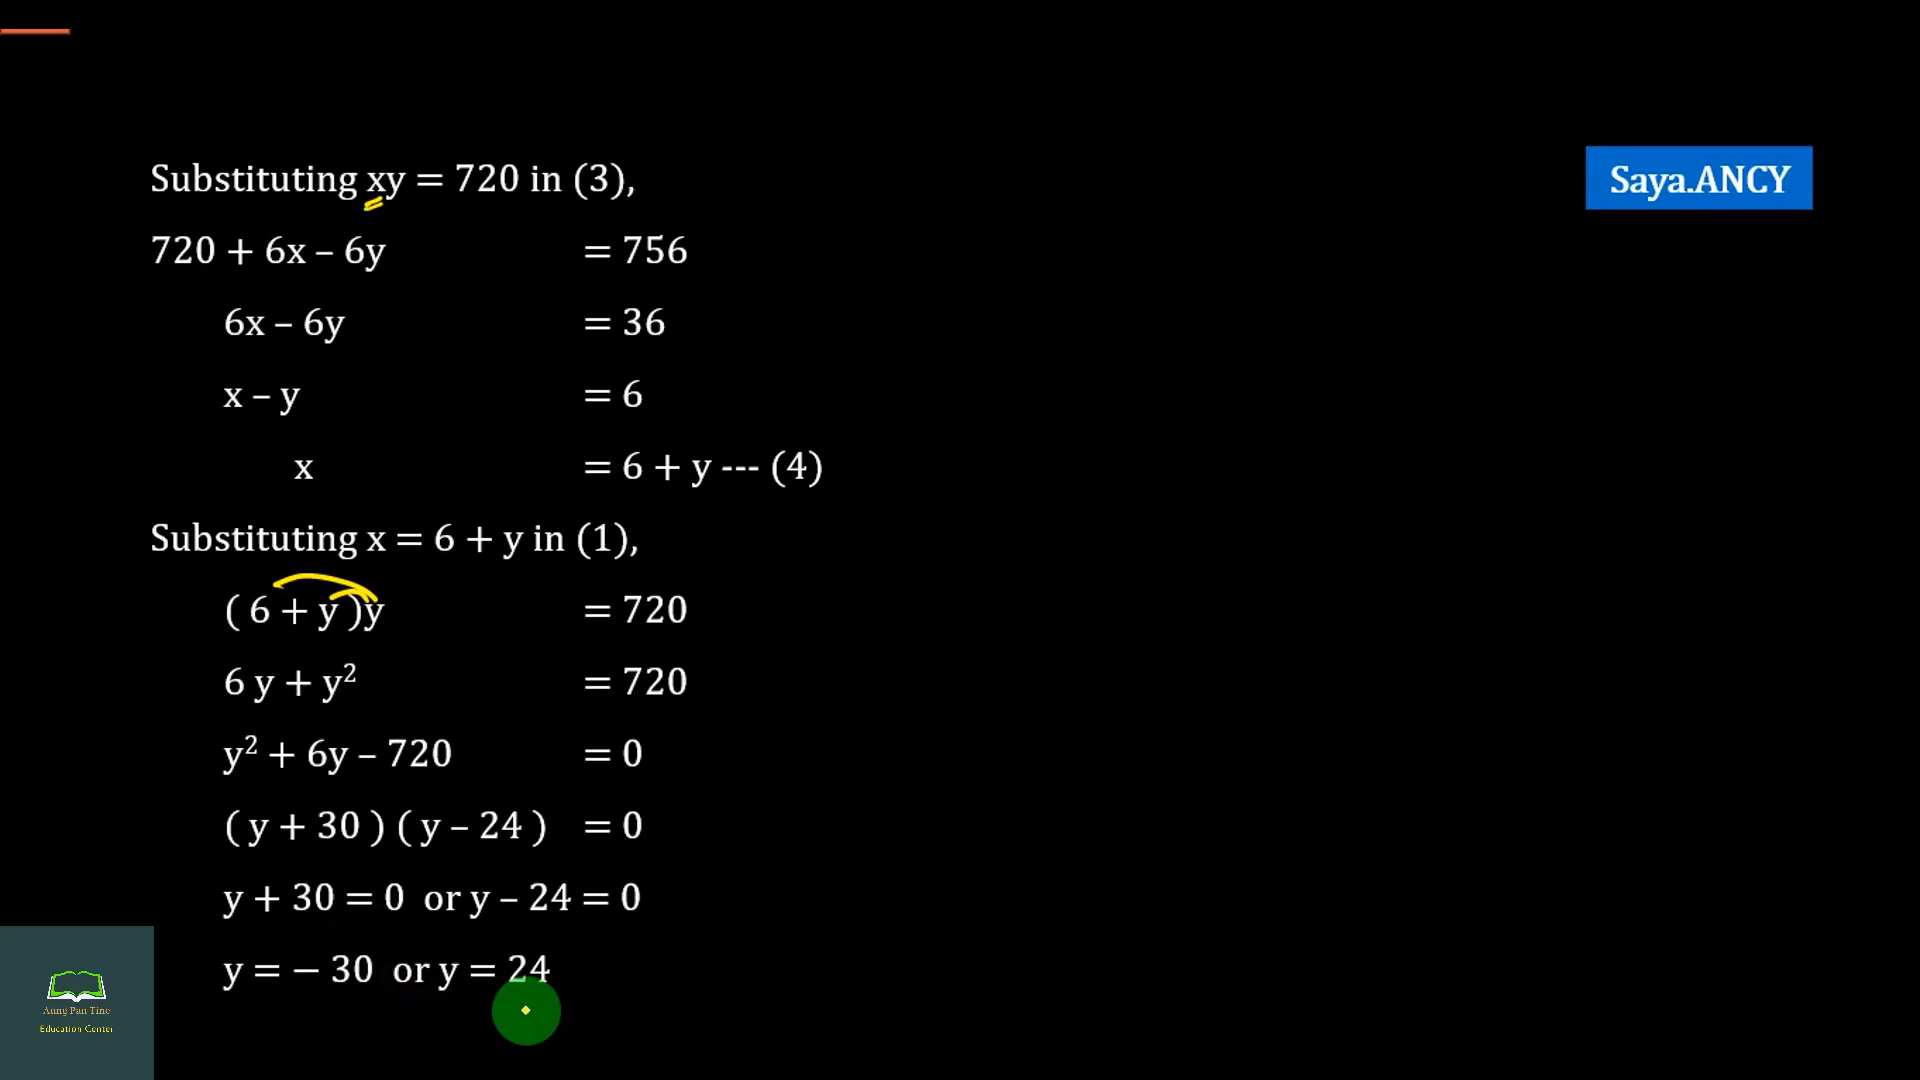 Saya.ANCY
Substituting xy = 720 in (3),
720 + 6x – 6y = 756
6x – 6y = 36
x – y = 6
x = 6 + y --- (4)
Substituting x = 6 + y in (1),
( 6 + y )y = 720
6 y + y² = 720
y² + 6y – 720 = 0
( y + 30 ) ( y – 24 ) = 0
y + 30 = 0 or y – 24 = 0
y = − 30 or y = 24
Aung Pan Tine
Education Center